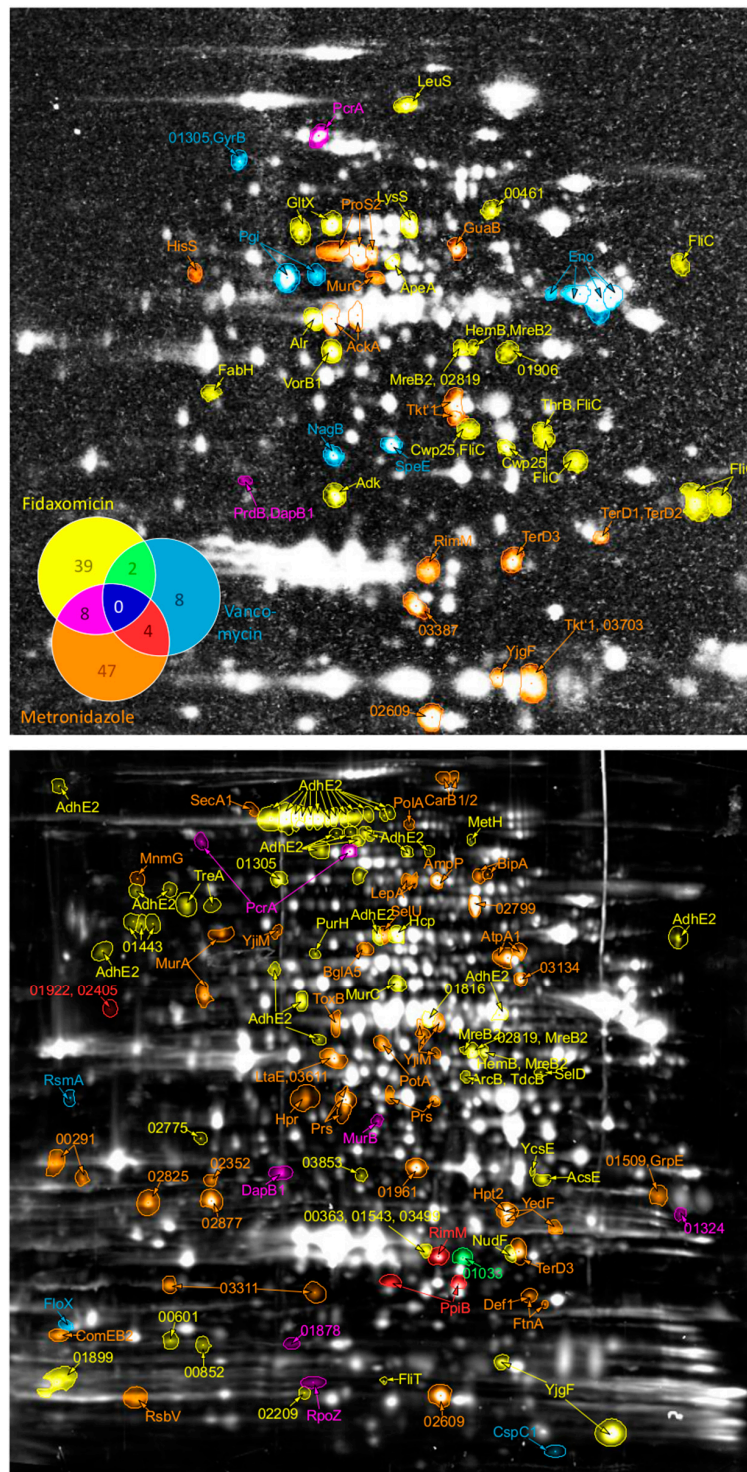 LeuS
PcrA
01305,GyrB
GltX
ProS2
LysS
00461
HisS
Pgi
GuaB
FliC
MurC
ApeA
Eno
Alr
AckA
HemB,MreB2
VorB1
MreB2, 02819
01906
FabH
Tkt'1
ThrB,FliC
NagB
SpeE
Cwp25,FliC
Cwp25
FliC
PrdB,DapB1
Adk
Fidaxomicin
RimM
TerD3
TerD1,TerD2
39
2
8
0
8
4
47
Vanco-
mycin
Metronidazole
03387
YjgF
Tkt'1, 03703
02609
AdhE2
SecA1
AdhE2
PolA
CarB1/2
MetH
AdhE2
AdhE2
MnmG
01305
AmpP
BipA
AdhE2
TreA
PcrA
LepA
02799
SelU
01443
YjiM
PurH
AdhE2
Hcp
AdhE2
AtpA1
AdhE2
MurA
BglA5
03134
01922, 02405
MurC
01816
AdhE2
AdhE2
ToxB
MreB2
02819, MreB2
YjiM
HemB, MreB2
LtaE,03611
PotA
ArcB, TdcB
SelD
RsmA
Hpr
Prs
Prs
MurB
02775
00291
02352
03853
YcsE
02825
DapB1
01961
AcsE
01509,GrpE
02877
Hpt2
YedF
01324
00363, 01543, 03499
RimM
NudF
01033
TerD3
03311
PpiB
Def1
FtnA
FloX
ComEB2
00601
01878
01899
00852
FliT
YjgF
RsbV
02209
RpoZ
02609
CspC1